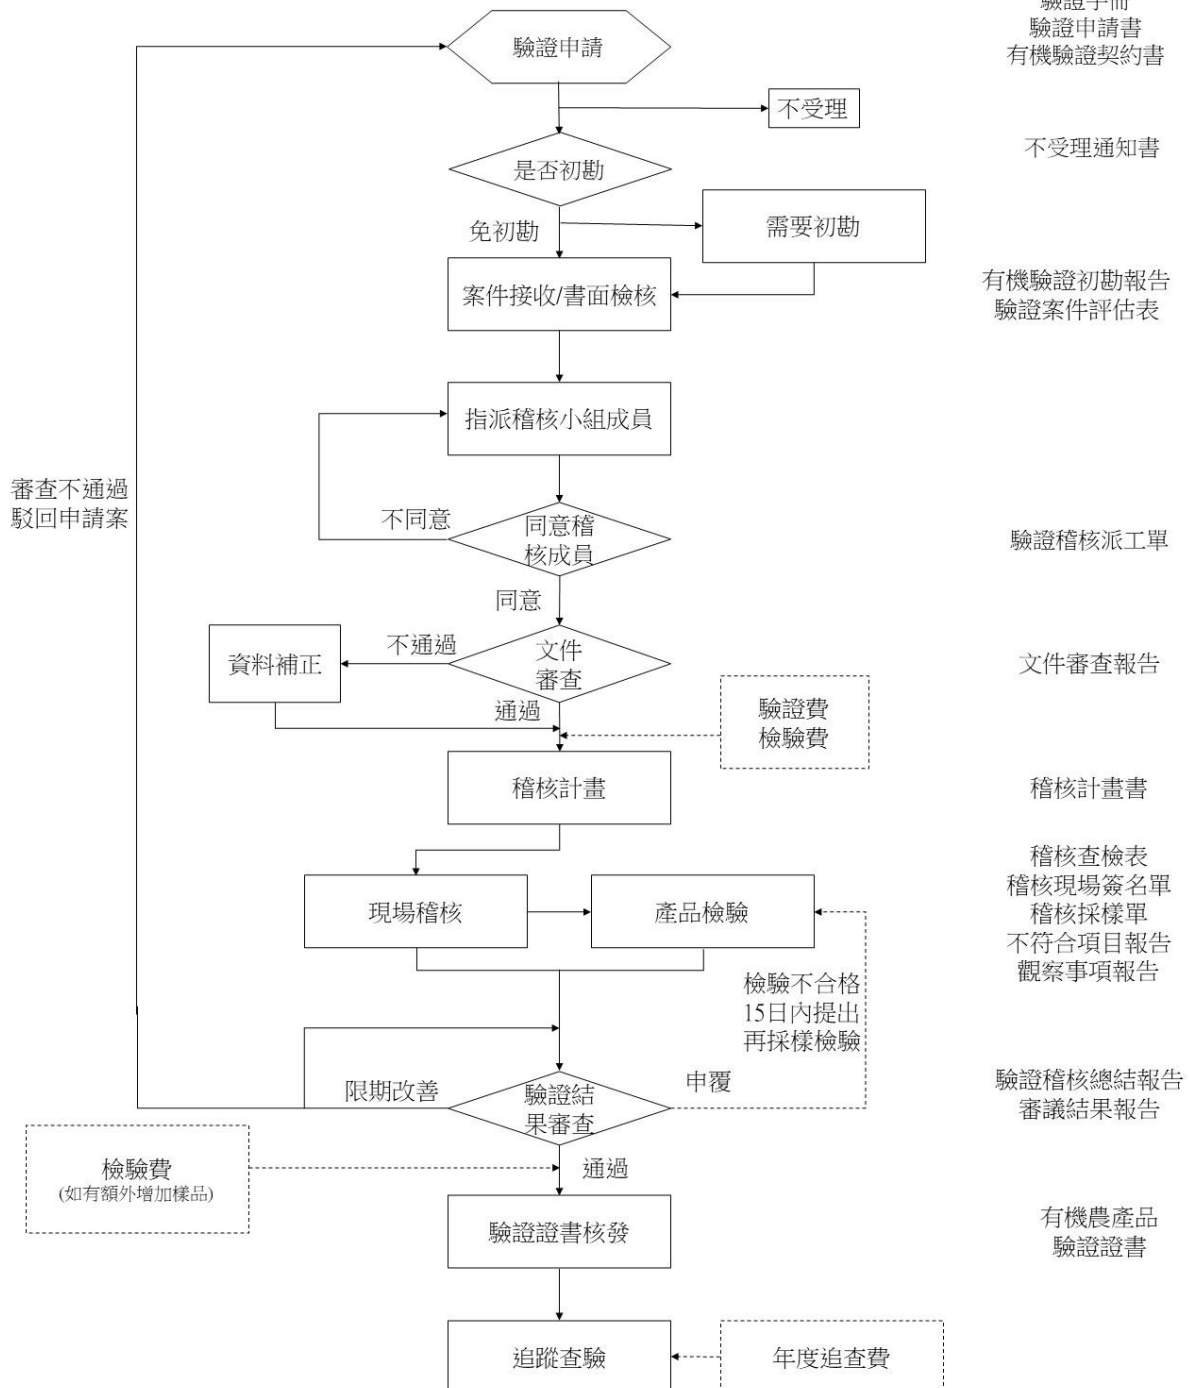 驗證手冊
驗證申請書
有機驗證契約書
驗證申請
不受理
不受理通知書
是否初勘
免初勘
需要初勘
有機驗證初勘報告
驗證案件評估表
案件接收/書面檢核
指派稽核小組成員
審查不通過
駁回申請案
不同意
同意稽
核成員
驗證稽核派工單
同意
資料補正
不通過
文件
審查
文件審查報告
通過
驗證費
檢驗費
稽核計畫
稽核計畫書
稽核查檢表
稽核現場簽名單
稽核採樣單
不符合項目報告
觀察事項報告
現場稽核
產品檢驗
檢驗不合格
15日內提出
再採樣檢驗
限期改善
驗證結
果審查
申覆
驗證稽核總結報告
審議結果報告
檢驗費
(如有額外增加樣品)
通過
驗證證書核發
有機農產品
驗證證書
追蹤查驗
年度追查費